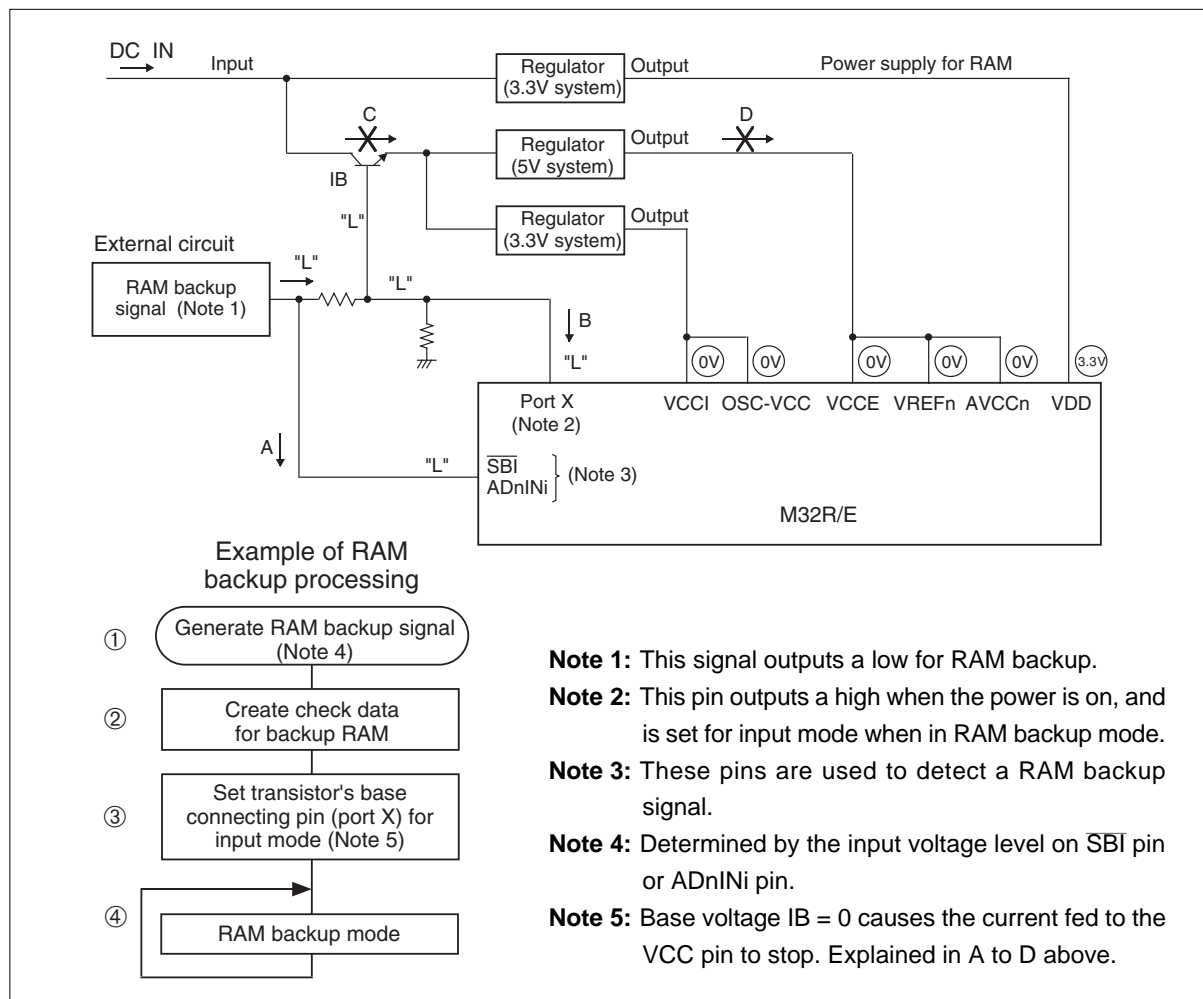 DC IN
Input
Regulator
(3.3V system)
Output
Power supply for RAM
C
D
Regulator
(5V system)
Output
IB
"L"
Regulator
(3.3V system)
Output
External circuit
RAM backup
signal (Note 1)
"L"
"L"
B
"L"
0V
0V
0V
0V
0V
3.3V
Port X
(Note 2)
VCCI
OSC-VCC
VCCE
VREFn
AVCCn
VDD
A
"L"
SBI
ADnINi
(Note 3)
M32R/E
Example of RAM
backup processing
①
Generate RAM backup signal
(Note 4)
②
Create check data
for backup RAM
③
Set transistor's base
connecting pin (port X) for
input mode (Note 5)
④
RAM backup mode
Note 1: This signal outputs a low for RAM backup.
Note 2: This pin outputs a high when the power is on, and
is set for input mode when in RAM backup mode.
Note 3: These pins are used to detect a RAM backup
signal.
Note 4: Determined by the input voltage level on SBI pin
or ADnINi pin.
Note 5: Base voltage IB = 0 causes the current fed to the
VCC pin to stop. Explained in A to D above.